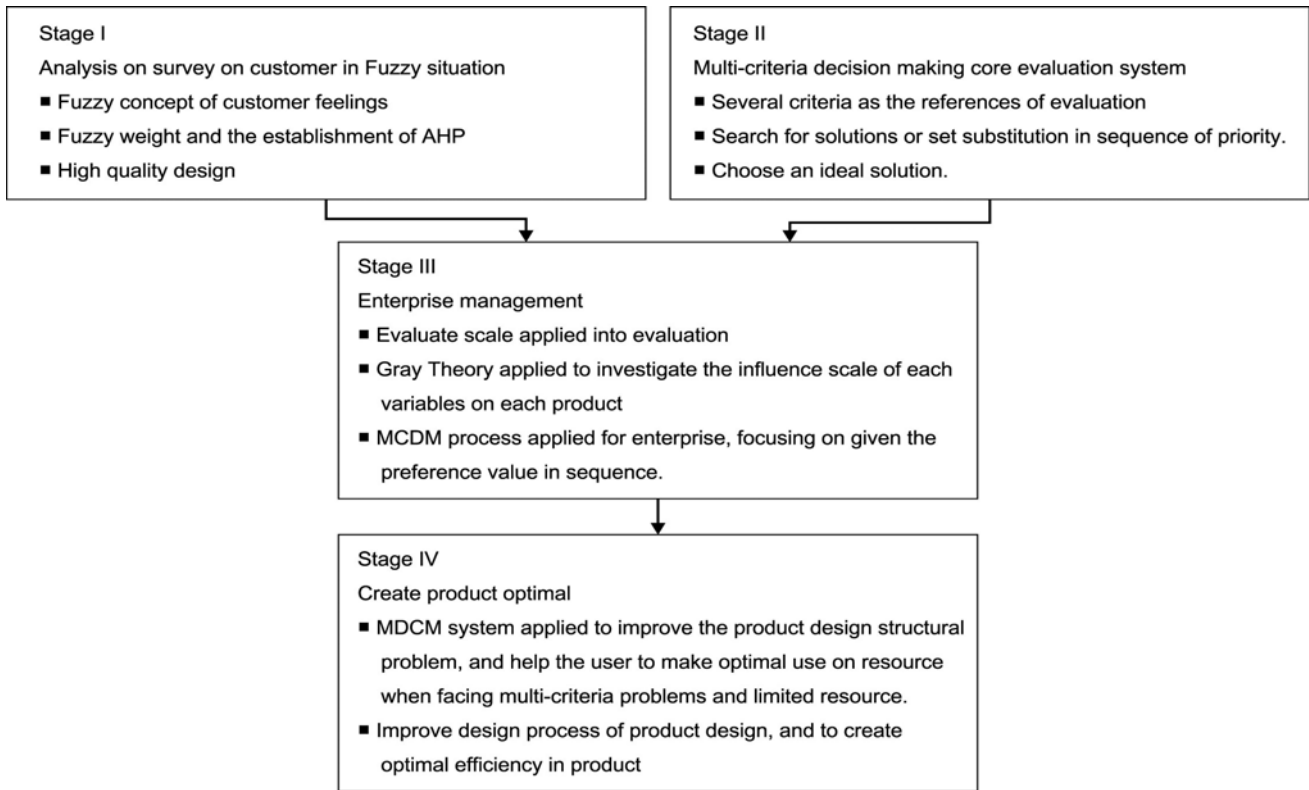 Stage I
Analysis on survey on customer in Fuzzy situation
■ Fuzzy concept of customer feelings
■ Fuzzy weight and the establishment of AHP
■ High quality design
Stage II
Multi-criteria decision making core evaluation system
■ Several criteria as the references of evaluation
■ Search for solutions or set substitution in sequence of priority.
■ Choose an ideal solution.
Stage III
Enterprise management
■ Evaluate scale applied into evaluation
■ Gray Theory applied to investigate the influence scale of each
variables on each product
■ MCDM process applied for enterprise, focusing on given the
preference value in sequence.
Stage IV
Create product optimal
■ MDCM system applied to improve the product design structural
problem, and help the user to make optimal use on resource
when facing multi-criteria problems and limited resource.
■ Improve design process of product design, and to create
optimal efficiency in product